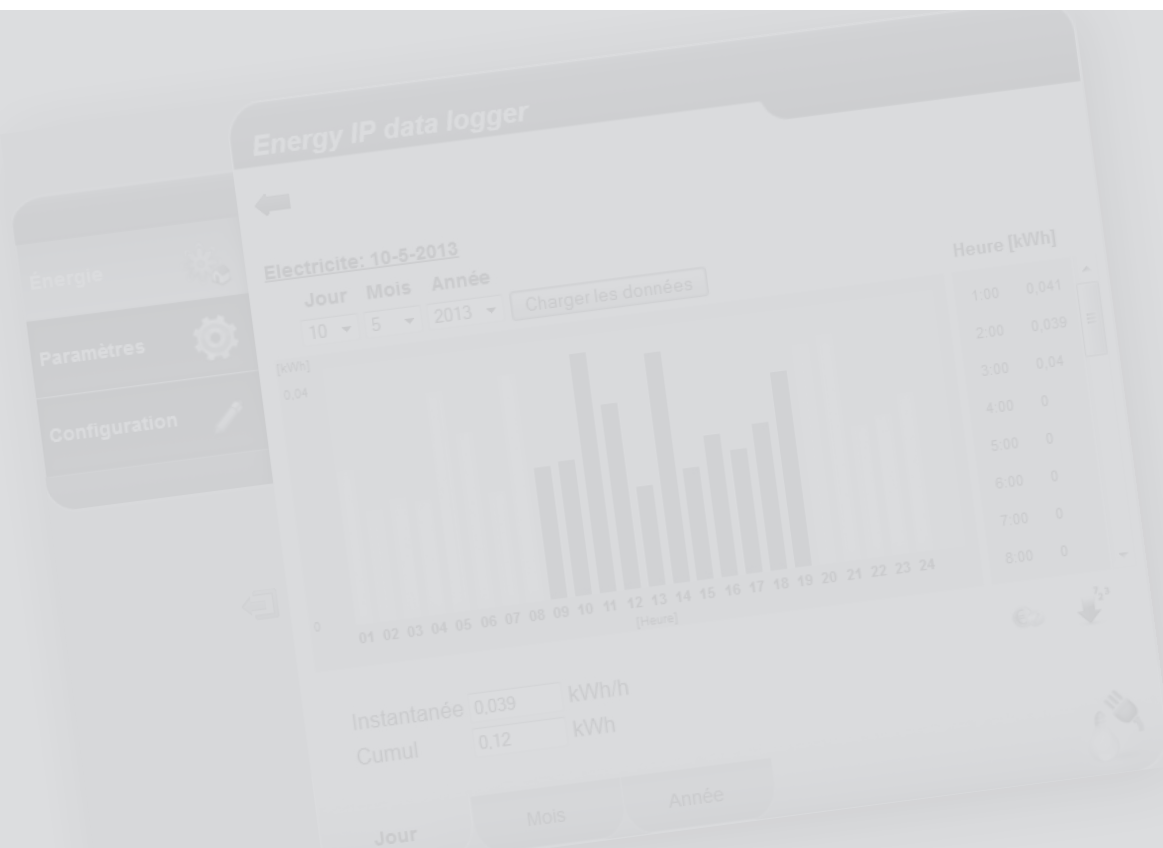 Energy IP data logger
Énergie
Paramètres
Configuration
Electricite: 10-5-2013
Jour Mois Année
10 5 2013 Charger les données
[kWh]
0,04
0
01 02 03 04 05 06 07 08 09 10 11 12 13 14 15 16 17 18 19 20 21 22 23 24
[Heure]
Heure [kWh]
1:00 0,041
2:00 0,039
3:00 0,04
4:00 0
5:00 0
6:00 0
7:00 0
8:00 0
Instantanée 0,039 kWh/h
Cumul 0,12 kWh
Jour Mois Année